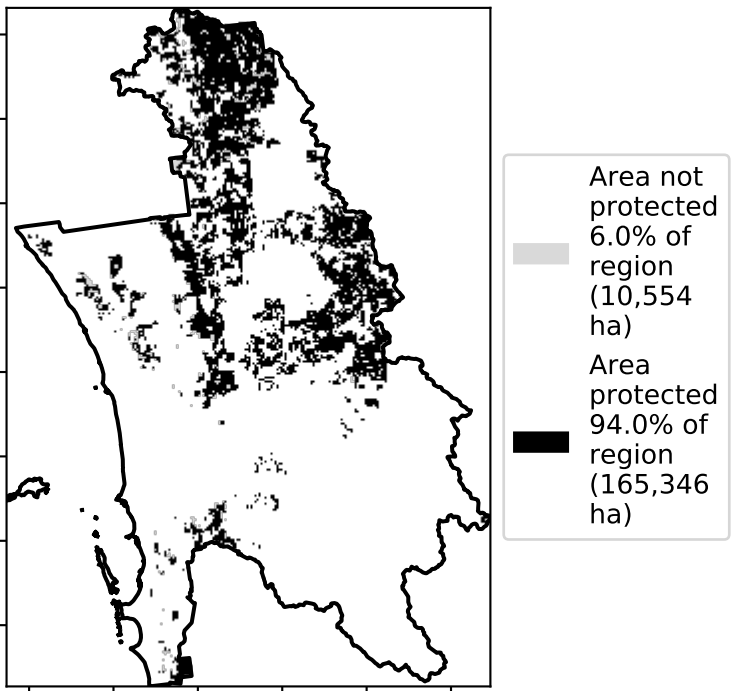 Area not
protected
6.0% of
region
(10,554
ha)
Area
protected
94.0% of
region
(165,346
ha)